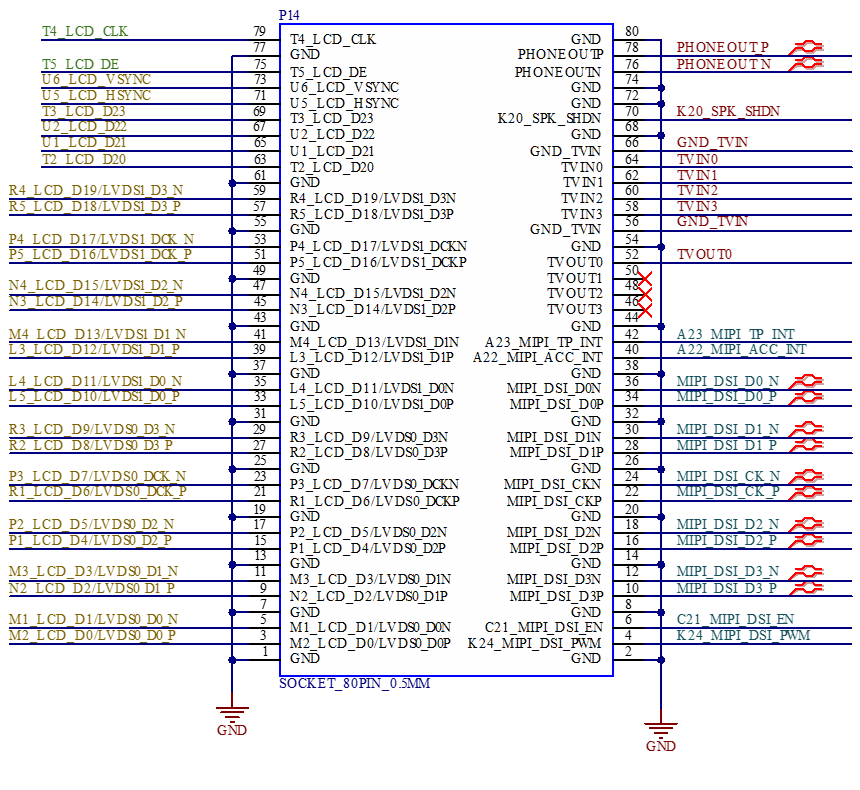 P14
T4_LCD_CLK 79 T4_LCD_CLK GND 80
77 GND PHONEOUTP 78 PHONEOUT_P
T5_LCD_DE 75 T5_LCD_DE PHONEOUTN 76 PHONEOUT_N
U6_LCD_VSYNC 73 U6_LCD_VSYNC GND 74
U5_LCD_HSYNC 71 U5_LCD_HSYNC GND 72
T3_LCD_D23 69 T3_LCD_D23 K20_SPK_SHDN 70 K20_SPK_SHDN
U2_LCD_D22 67 U2_LCD_D22 GND 68
U1_LCD_D21 65 U1_LCD_D21 GND_TVIN 66 GND_TVIN
T2_LCD_D20 63 T2_LCD_D20 TVIN0 64 TVIN0
61 GND TVIN1 62 TVIN1
R4_LCD_D19/LVDS1_D3_N 59 R4_LCD_D19/LVDS1_D3N TVIN2 60 TVIN2
R5_LCD_D18/LVDS1_D3_P 57 R5_LCD_D18/LVDS1_D3P TVIN3 58 TVIN3
55 GND GND_TVIN 56 GND_TVIN
P4_LCD_D17/LVDS1_DCK_N 53 P4_LCD_D17/LVDS1_DCKN GND 54
P5_LCD_D16/LVDS1_DCK_P 51 P5_LCD_D16/LVDS1_DCKP TVOUT0 52 TVOUT0
49 GND TVOUT1 50
N4_LCD_D15/LVDS1_D2_N 47 N4_LCD_D15/LVDS1_D2N TVOUT2 48
N3_LCD_D14/LVDS1_D2_P 45 N3_LCD_D14/LVDS1_D2P TVOUT3 46
43 GND GND 44
M4_LCD_D13/LVDS1_D1_N 41 M4_LCD_D13/LVDS1_D1N A23_MIPI_TP_INT 42 A23_MIPI_TP_INT
L3_LCD_D12/LVDS1_D1_P 39 L3_LCD_D12/LVDS1_D1P A22_MIPI_ACC_INT 40 A22_MIPI_ACC_INT
37 GND GND 38
L4_LCD_D11/LVDS1_D0_N 35 L4_LCD_D11/LVDS1_D0N MIPI_DSI_D0N 36 MIPI_DSI_D0_N
L5_LCD_D10/LVDS1_D0_P 33 L5_LCD_D10/LVDS1_D0P MIPI_DSI_D0P 34 MIPI_DSI_D0_P
31 GND GND 32
R3_LCD_D9/LVDS0_D3_N 29 R3_LCD_D9/LVDS0_D3N MIPI_DSI_D1N 30 MIPI_DSI_D1_N
R2_LCD_D8/LVDS0_D3_P 27 R2_LCD_D8/LVDS0_D3P MIPI_DSI_D1P 28 MIPI_DSI_D1_P
25 GND GND 26
P3_LCD_D7/LVDS0_DCK_N 23 P3_LCD_D7/LVDS0_DCKN MIPI_DSI_CKN 24 MIPI_DSI_CK_N
R1_LCD_D6/LVDS0_DCK_P 21 R1_LCD_D6/LVDS0_DCKP MIPI_DSI_CKP 22 MIPI_DSI_CK_P
19 GND GND 20
P2_LCD_D5/LVDS0_D2_N 17 P2_LCD_D5/LVDS0_D2N MIPI_DSI_D2N 18 MIPI_DSI_D2_N
P1_LCD_D4/LVDS0_D2_P 15 P1_LCD_D4/LVDS0_D2P MIPI_DSI_D2P 16 MIPI_DSI_D2_P
13 GND GND 14
M3_LCD_D3/LVDS0_D1_N 11 M3_LCD_D3/LVDS0_D1N MIPI_DSI_D3N 12 MIPI_DSI_D3_N
N2_LCD_D2/LVDS0_D1_P 9 N2_LCD_D2/LVDS0_D1P MIPI_DSI_D3P 10 MIPI_DSI_D3_P
7 GND GND 8
M1_LCD_D1/LVDS0_D0_N 5 M1_LCD_D1/LVDS0_D0N C21_MIPI_DSI_EN 6 C21_MIPI_DSI_EN
M2_LCD_D0/LVDS0_D0_P 3 M2_LCD_D0/LVDS0_D0P K24_MIPI_DSI_PWM 4 K24_MIPI_DSI_PWM
1 GND GND 2
SOCKET_80PIN_0.5MM
GND
GND